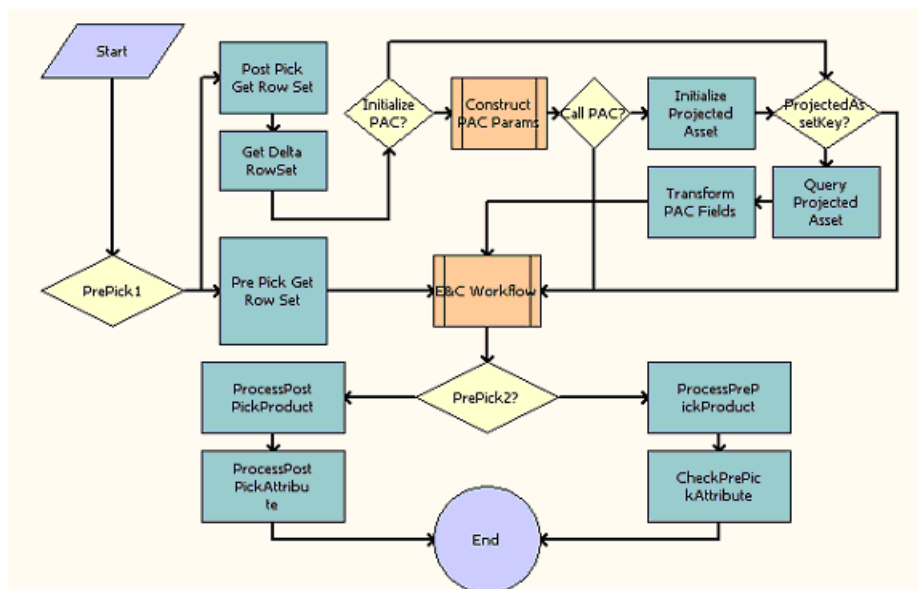 Start
Post Pick
Get Row Set
Get Delta
RowSet
Initialize
PAC?
Construct
PAC Params
Call PAC?
Initialize
Projected
Asset
ProjectedAs
setKey?
Transform
PAC Fields
Query
Projected
Asset
PrePick1
Pre Pick Get
Row Set
E&C Workflow
PrePick2?
ProcessPost
PickProduct
ProcessPreP
ickProduct
ProcessPost
PickAttribu
te
CheckPrePic
kAttribute
End